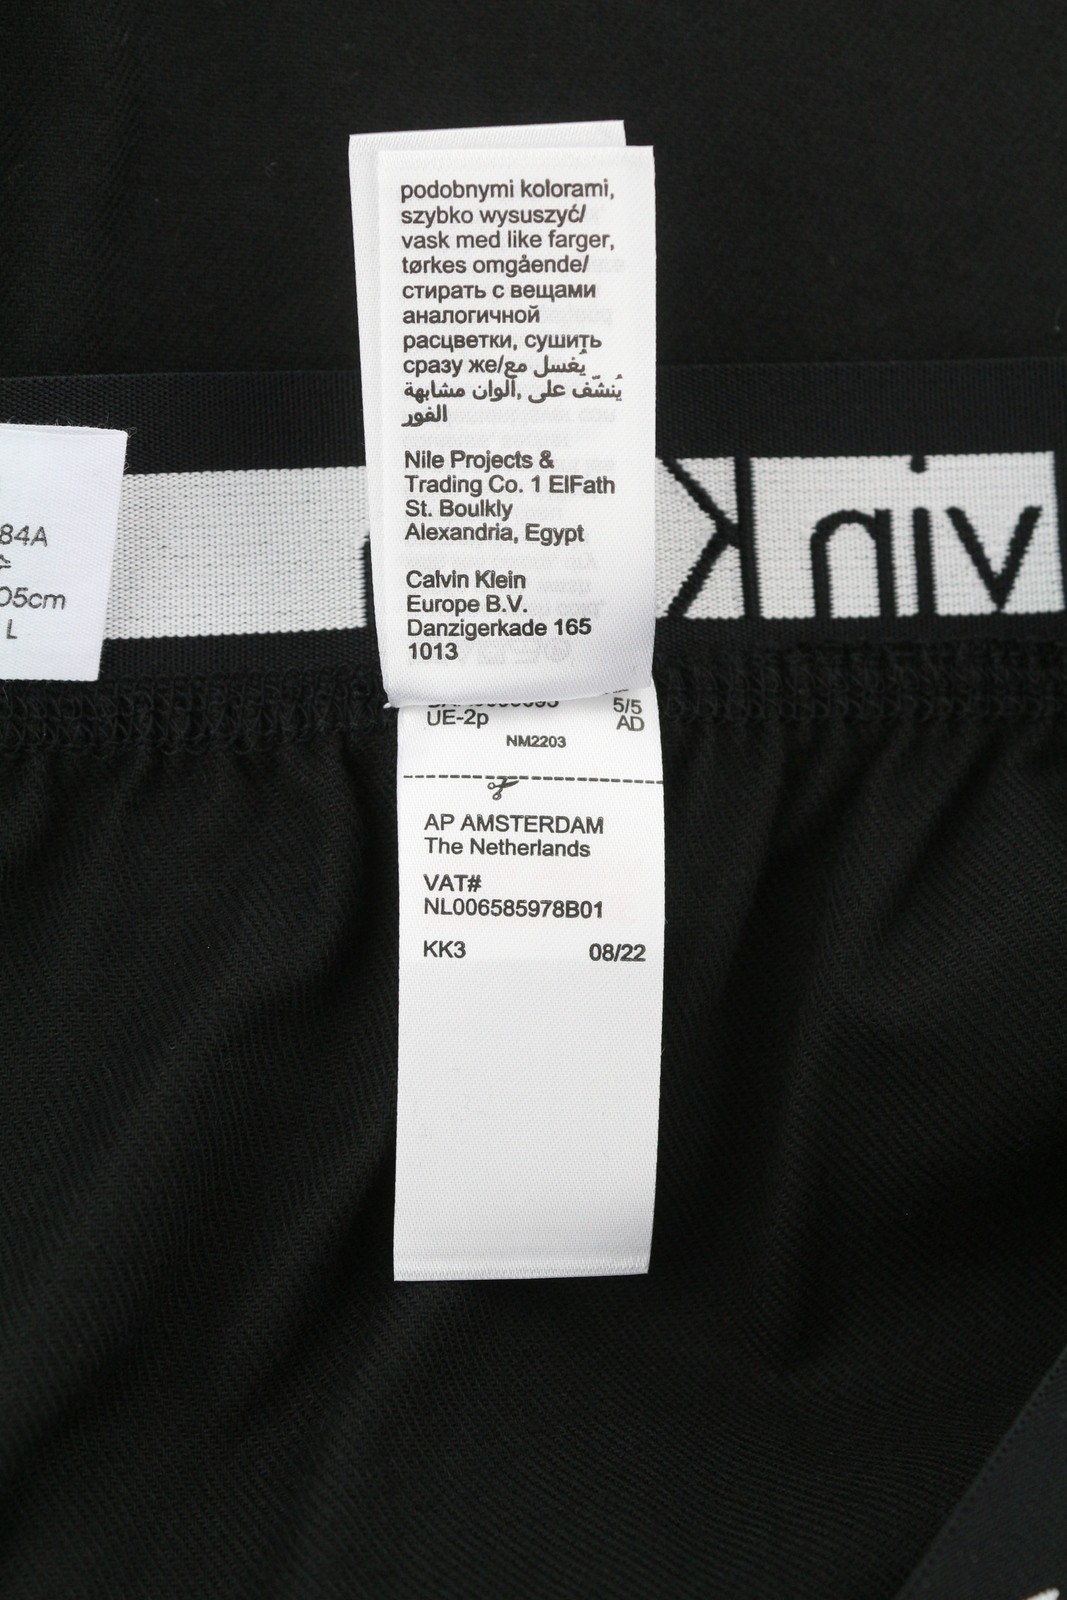 podobnymi kolorami,
szybko wysuszyć/
vask med like farger,
tørkes omgående/
стирать с вещами
аналогичной
расцветки, сушить
сразу же/يُغسل مع
ألوان مشابهة, يُنشّف على
الفور
Nile Projects &
Trading Co. 1 ElFath
St. Boulkly
Alexandria, Egypt
Calvin Klein
Europe B.V.
Danzigerkade 165
1013
5/5
UE-2p
AD
NM2203
AP AMSTERDAM
The Netherlands
VAT#
NL006585978B01
KK3 08/22
84A
05cm
L
vin K